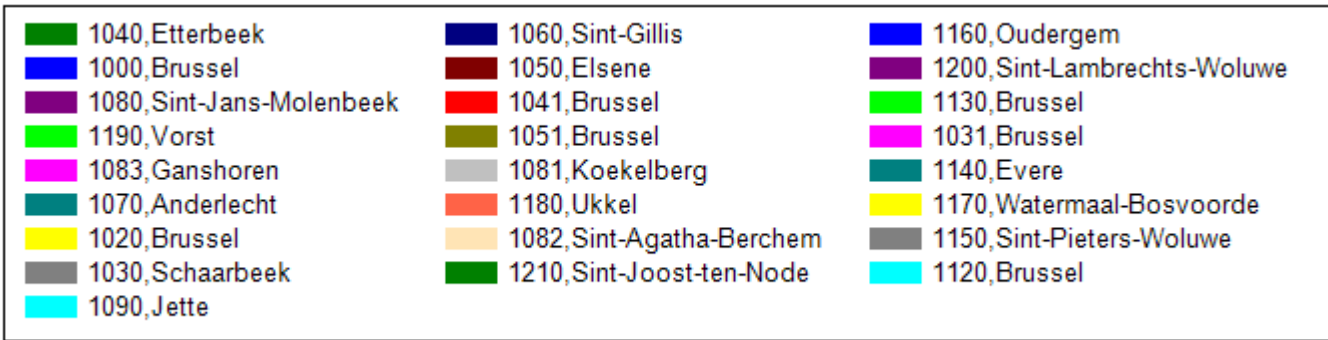 1040,Etterbeek
1000,Brussel
1080,Sint-Jans-Molenbeek
1190,Vorst
1083,Ganshoren
1070,Anderlecht
1020,Brussel
1030,Schaarbeek
1090,Jette
1060,Sint-Gillis
1050,Elsene
1041,Brussel
1051,Brussel
1081,Koekelberg
1180,Ukkel
1082,Sint-Agatha-Berchem
1210,Sint-Joost-ten-Node
1160,Oudergem
1200,Sint-Lambrechts-Woluwe
1130,Brussel
1031,Brussel
1140,Evere
1170,Watermaal-Bosvoorde
1150,Sint-Pieters-Woluwe
1120,Brussel